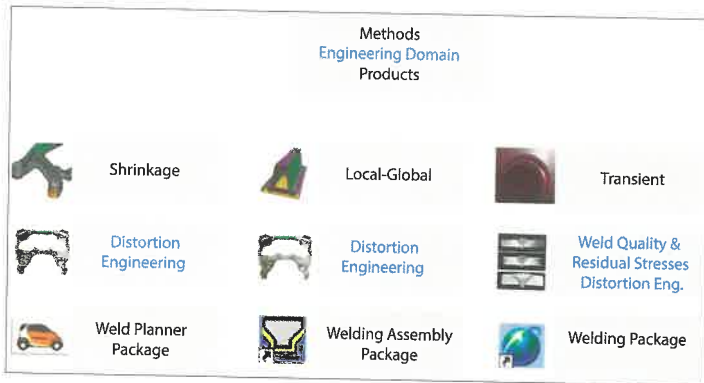 Methods
Engineering Domain
Products
Shrinkage
Local-Global
Transient
Distortion
Engineering
Distortion
Engineering
Weld Quality &
Residual Stresses
Distortion Eng.
Weld Planner
Package
Welding Assembly
Package
Welding Package